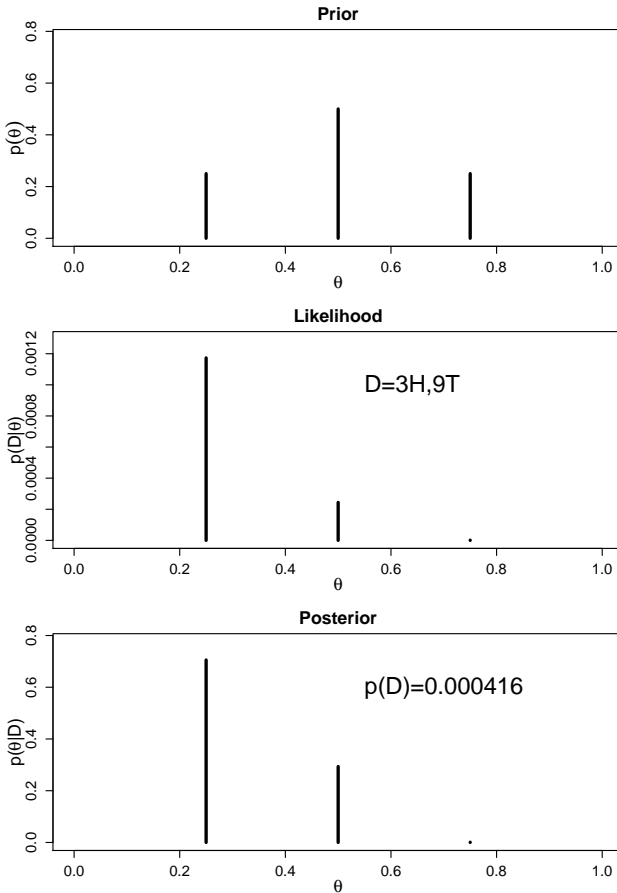 Prior
p(θ)
0.0 0.2 0.4 0.6 0.8
0.0 0.2 0.4 0.6 0.8 1.0
θ
Likelihood
p(D|θ)
0.0000 0.0004 0.0008 0.0012
D=3H,9T
0.0 0.2 0.4 0.6 0.8 1.0
θ
Posterior
p(θ|D)
0.0 0.2 0.4 0.6 0.8
p(D)=0.000416
0.0 0.2 0.4 0.6 0.8 1.0
θ